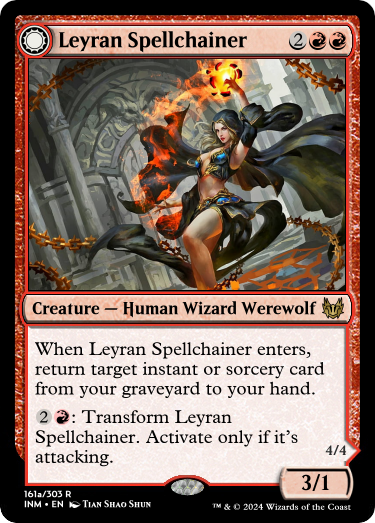 Leyran Spellchainer 2
Creature — Human Wizard Werewolf
When Leyran Spellchainer enters,
return target instant or sorcery card
from your graveyard to your hand.
2 : Transform Leyran
Spellchainer. Activate only if it's
attacking.
4/4
3/1
161a/303 R
INM • EN Tian Shao Shun
™ & © 2024 Wizards of the Coast